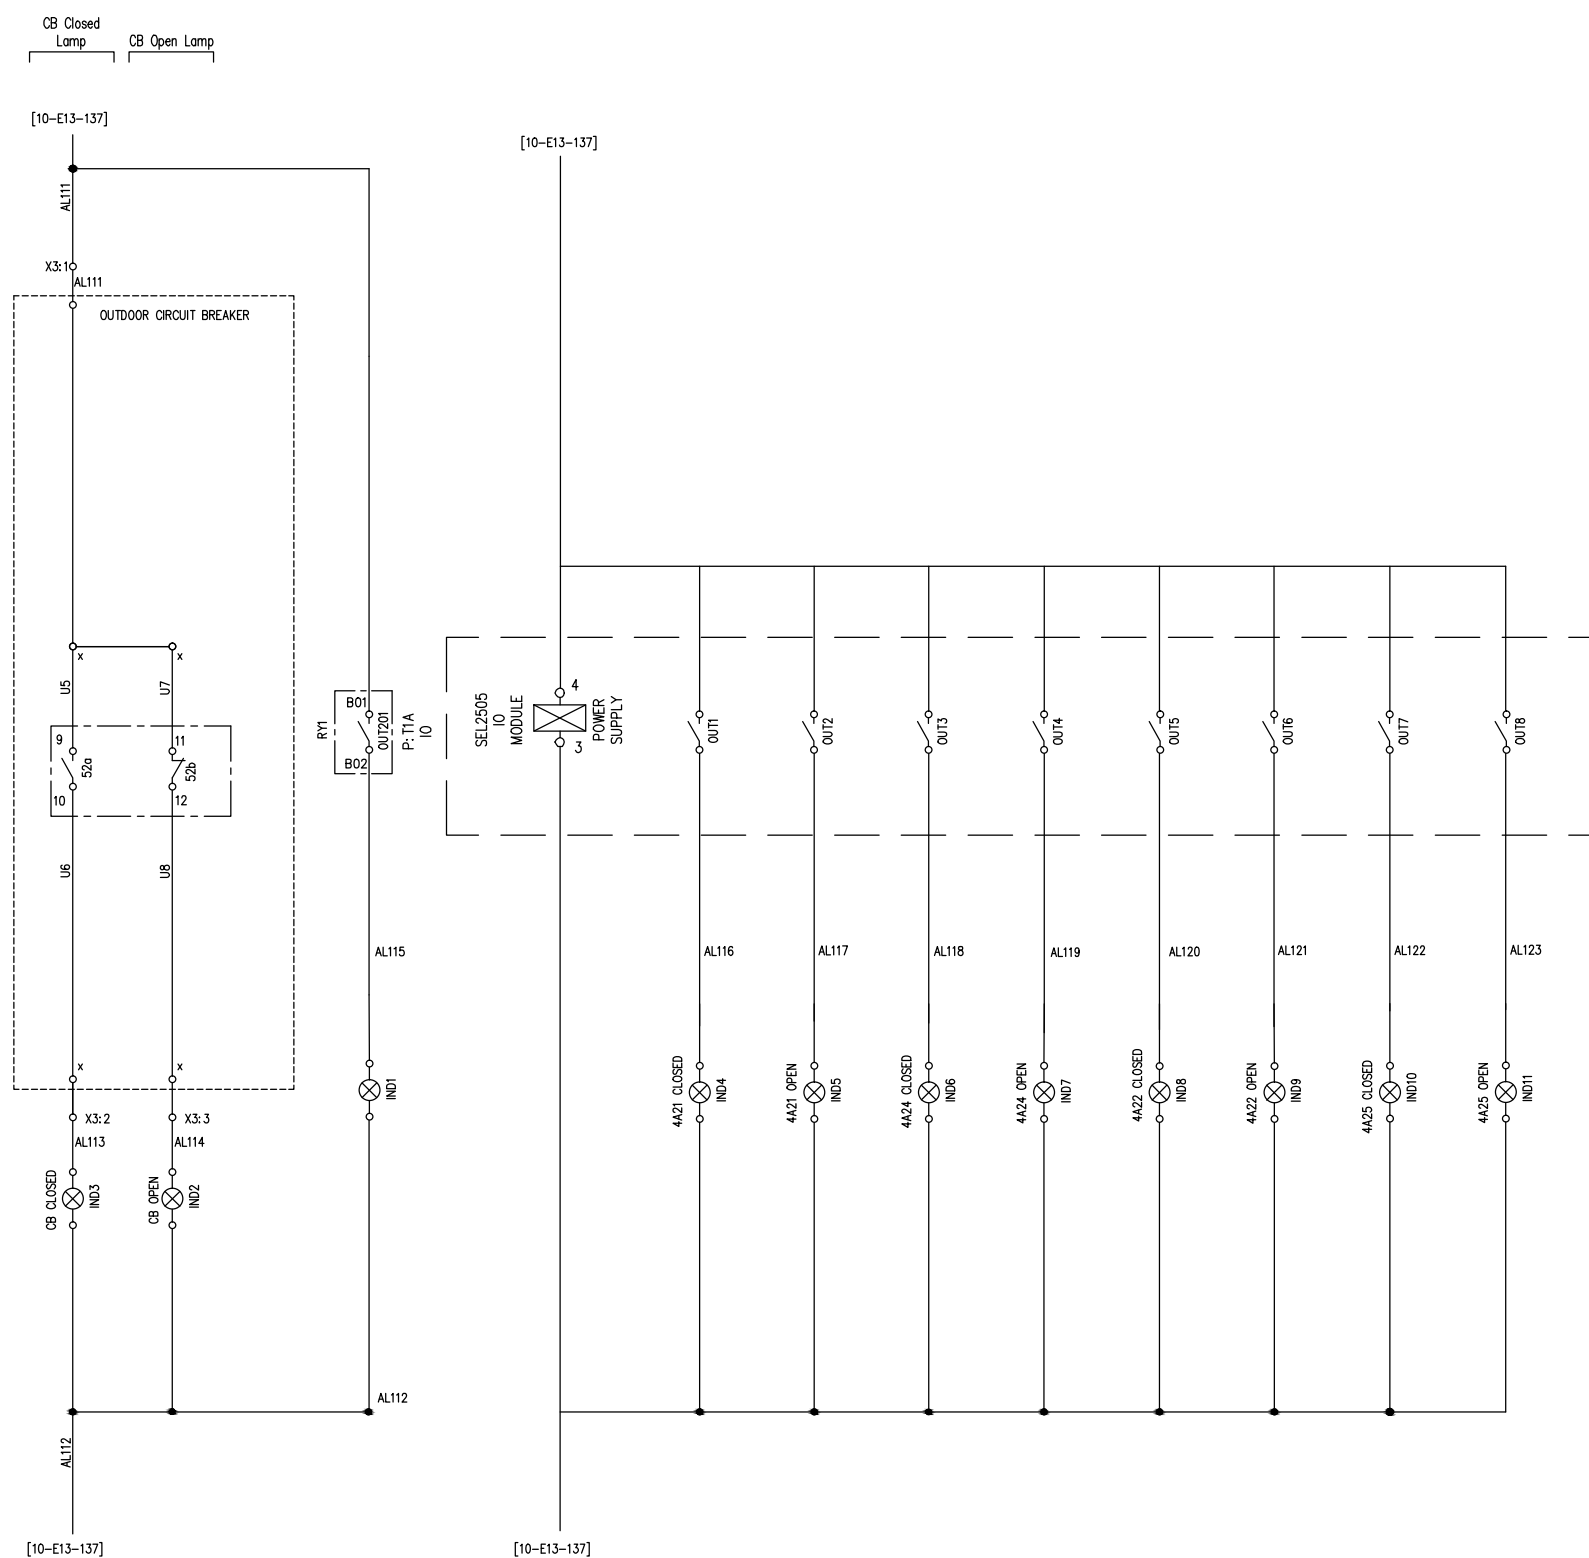 CB Closed
Lamp
CB Open Lamp
[10-E13-137]
[10-E13-137]
AL111
X3:1
AL111
OUTDOOR CIRCUIT BREAKER
x
x
U5
U7
9
11
52a
52b
10
12
U6
U8
x
x
X3:2
X3:3
AL113
AL114
CB CLOSED
IND3
CB OPEN
IND2
AL112
[10-E13-137]
RY1
B01
OUT201
B02
P:T1A
IO
AL115
IND1
AL112
SEL2505
IO
MODULE
4
3
POWER
SUPPLY
OUT1
OUT2
OUT3
OUT4
OUT5
OUT6
OUT7
OUT8
AL116
AL117
AL118
AL119
AL120
AL121
AL122
AL123
4A21 CLOSED
IND4
4A21 OPEN
IND5
4A24 CLOSED
IND6
4A24 OPEN
IND7
4A22 CLOSED
IND8
4A22 OPEN
IND9
4A25 CLOSED
IND10
4A25 OPEN
IND11
[10-E13-137]